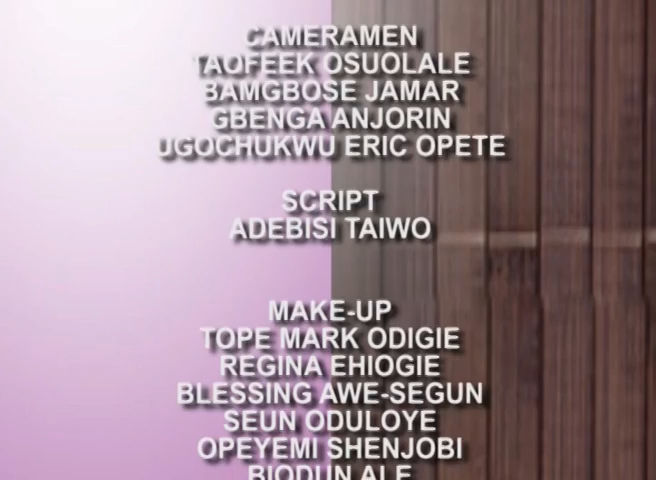 CAMERAMEN
TAOFEEK OSUOLALE
BAMGBOSE JAMAR
GBENGA ANJORIN
UGOCHUKWU ERIC OPETE
SCRIPT
ADEBISI TAIWO
MAKE-UP
TOPE MARK ODIGIE
REGINA EHIOGIE
BLESSING AWE-SEGUN
SEUN ODULOYE
OPEYEMI SHENJOBI
BIODUN ALE